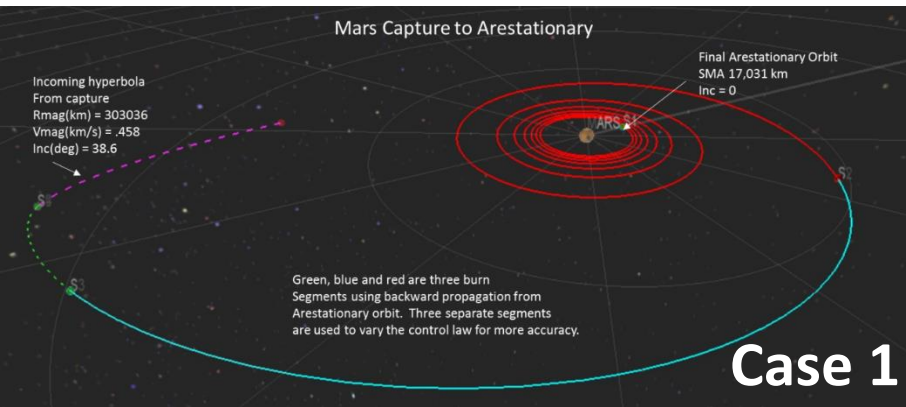 Mars Capture to Arestationary
Final Arestationary Orbit
SMA 17,031 km
Inc = 0
Incoming hyperbola
From capture
Rmag(km) = 303036
Vmag(km/s) = .458
Inc(deg) = 38.6
MARS
S2
S3
Green, blue and red are three burn
Segments using backward propagation from
Arestationary orbit. Three separate segments
are used to vary the control law for more accuracy.
Case 1